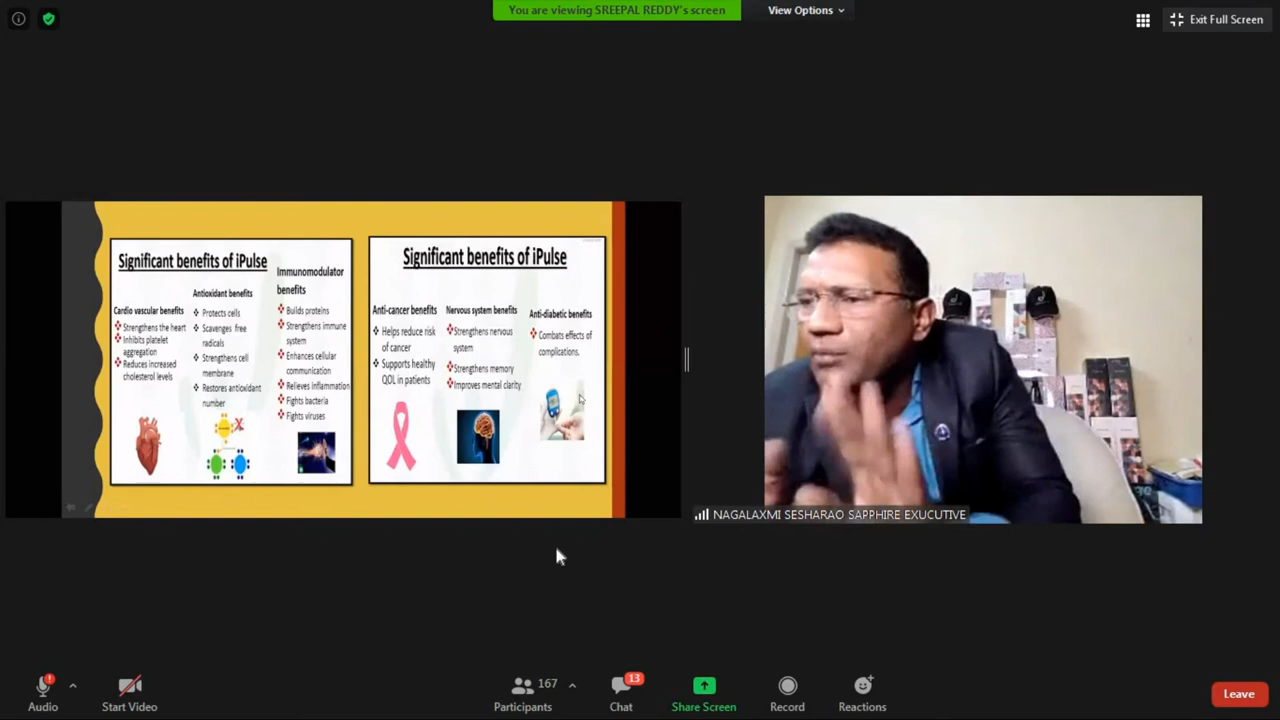 You are viewing SREEPAL REDDY's screen
View Options
Exit Full Screen
Significant benefits of iPulse
Cardio vascular benefits
Strengthens the heart
Inhibits platelet
aggregation
Reduces increased
cholesterol levels
Antioxidant benefits
Protects cells
Scavenges free
radicals
Strengthens cell
membrane
Restores antioxidant
number
Immunomodulator
benefits
Builds proteins
Strengthens immune
system
Enhances cellular
communication
Relieves inflammation
Fights bacteria
Fights viruses
Significant benefits of iPulse
Anti-cancer benefits
Helps reduce risk
of cancer
Supports healthy
QOL in patients
Nervous system benefits
Strengthens nervous
system
Strengthens memory
Improves mental clarity
Anti-diabetic benefits
Combats effects of
complications.
NAGALAXMI SESHARAO SAPPHIRE EXUCUTIVE
Audio
Start Video
167
Participants
13
Chat
Share Screen
Record
Reactions
Leave